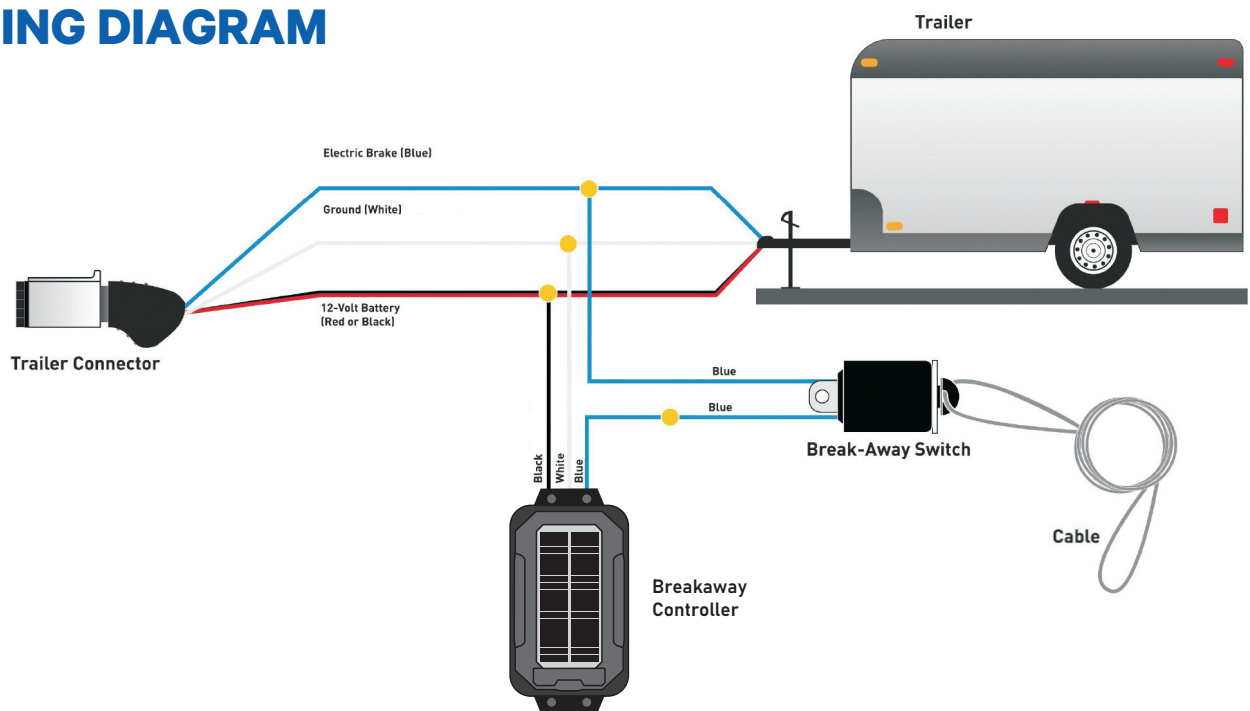 ING DIAGRAM
Trailer
Electric Brake (Blue)
Ground (White)
12-Volt Battery
(Red or Black)
Trailer Connector
Blue
Blue
Break-Away Switch
Black
White
Blue
Cable
Breakaway
Controller